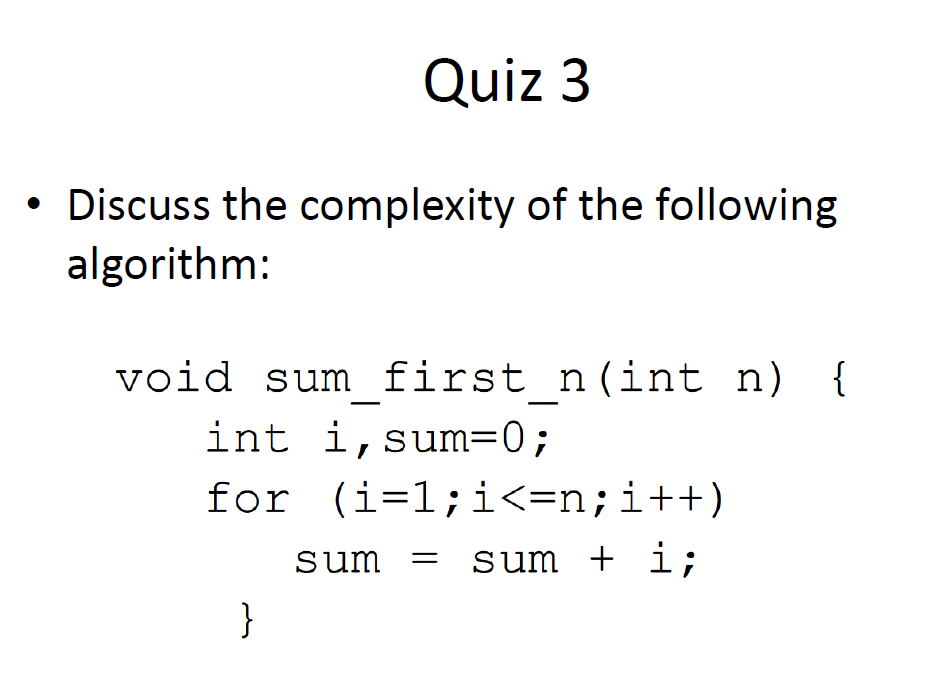 Quiz 3
• Discuss the complexity of the following
algorithm:
void sum_first_n(int n) {
int i,sum=0;
for (i=1;i<=n;i++)
sum = sum + i;
}